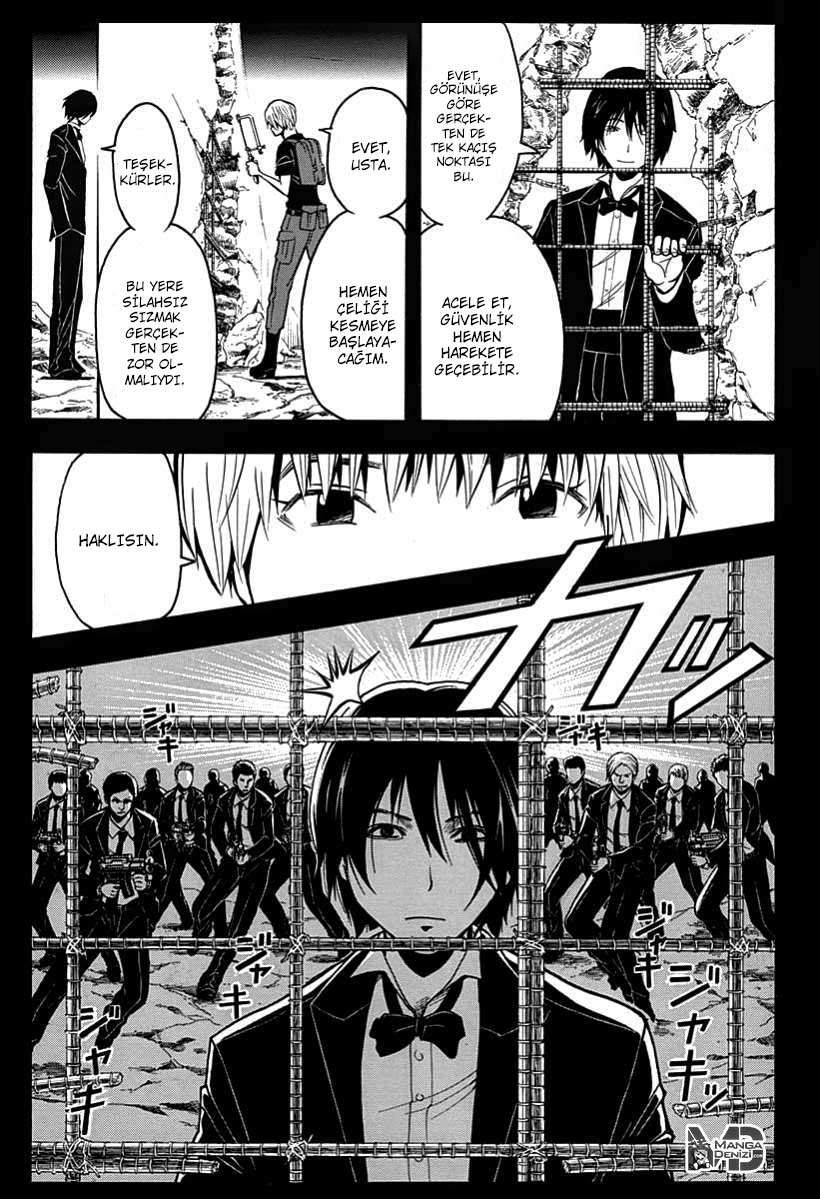 EVET,
GÖRÜNÜŞE
GÖRE
GERÇEK-
TEN DE
TEK KAÇIŞ
NOKTASI
BU.
ACELE ET,
GÜVENLİK
HEMEN
HAREKETE
GEÇEBİLİR.
EVET,
USTA.
HEMEN
ÇELİĞİ
KESMEYE
BAŞLAYA-
CAĞIM.
TEŞEK-
KÜRLER.
BU YERE
SİLAHSIZ
SIZMAK
GERÇEK-
TEN DE
ZOR OL-
MALIYDI.
HAKLISIN.
カッ
ジャキ
ジャキ
ジャキ
ジャキ
ジャキ
ジャキッ
MANGA
DENİZİ